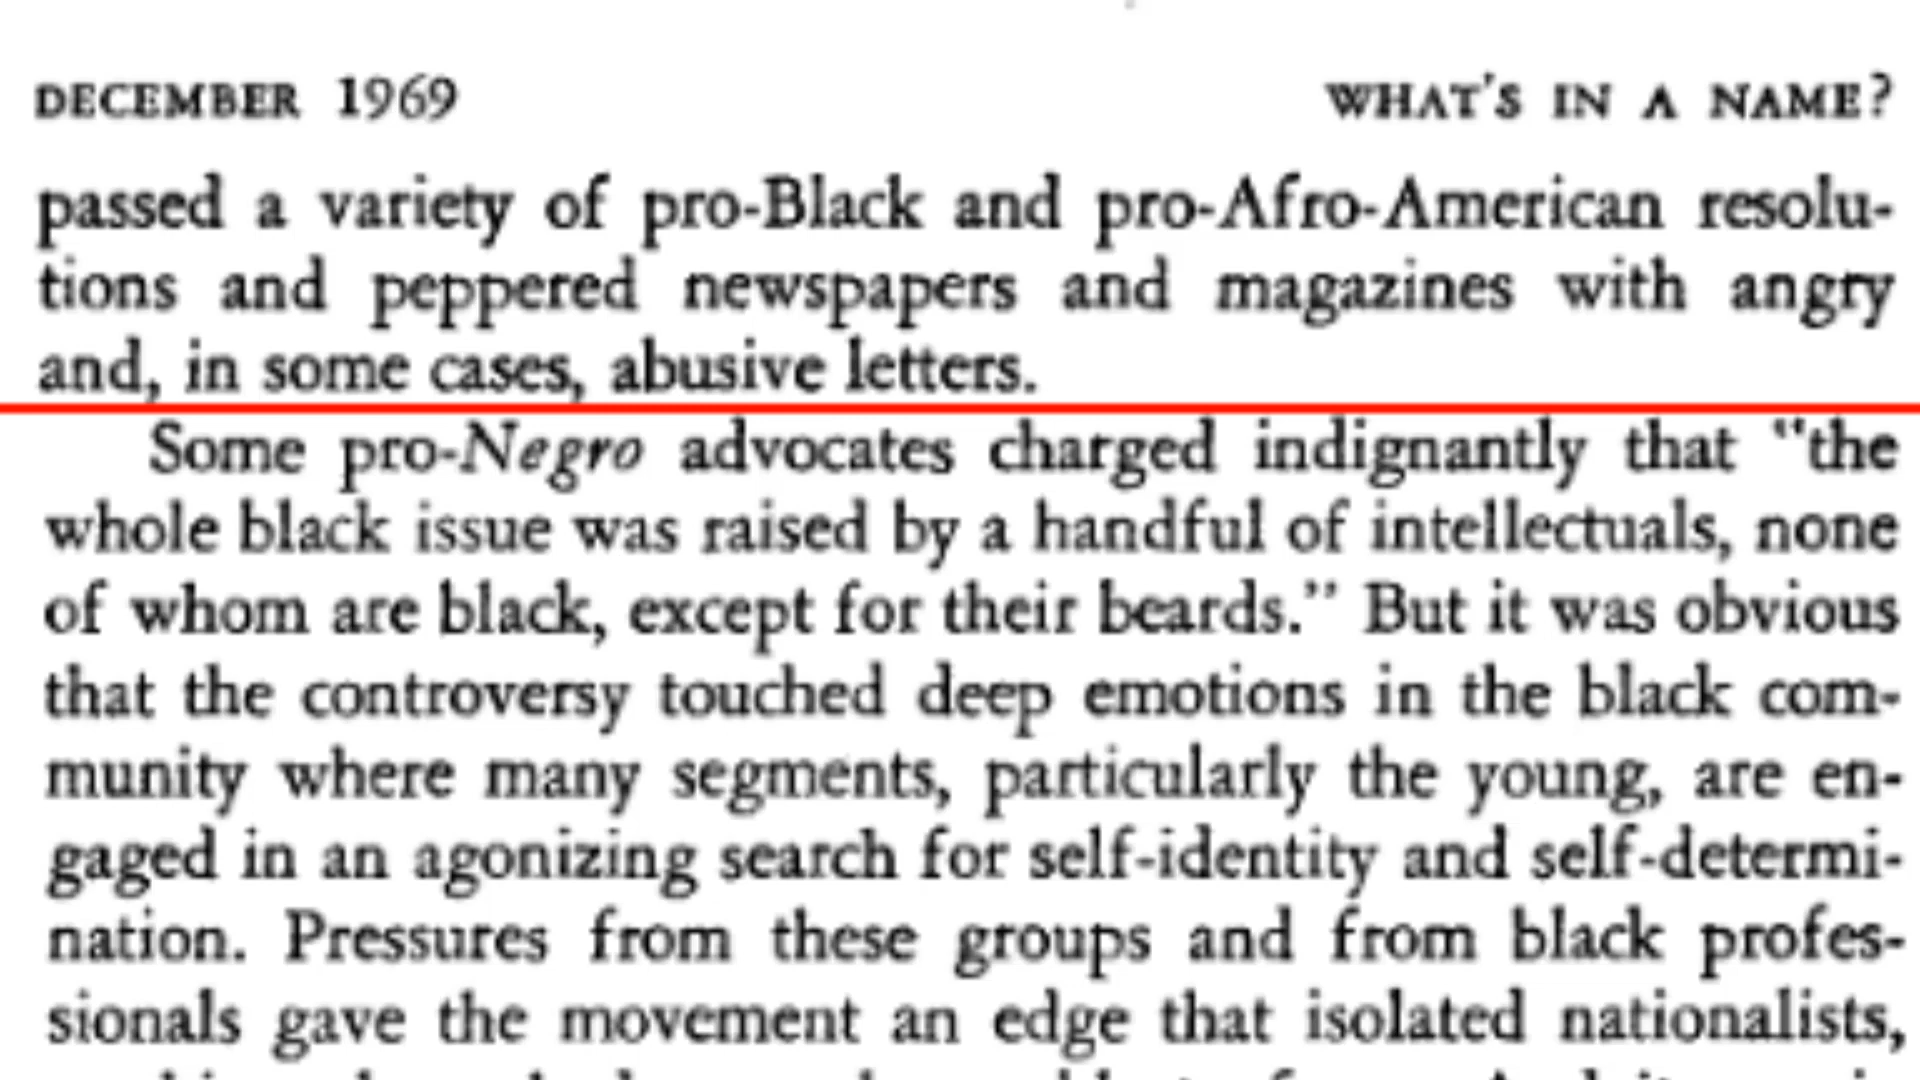 DECEMBER 1969 WHAT'S IN A NAME?
passed a variety of pro-Black and pro-Afro-American resolu-
tions and peppered newspapers and magazines with angry
and, in some cases, abusive letters.
Some pro-Negro advocates charged indignantly that "the
whole black issue was raised by a handful of intellectuals, none
of whom are black, except for their beards." But it was obvious
that the controversy touched deep emotions in the black com-
munity where many segments, particularly the young, are en-
gaged in an agonizing search for self-identity and self-determi-
nation. Pressures from these groups and from black profes-
sionals gave the movement an edge that isolated nationalists,